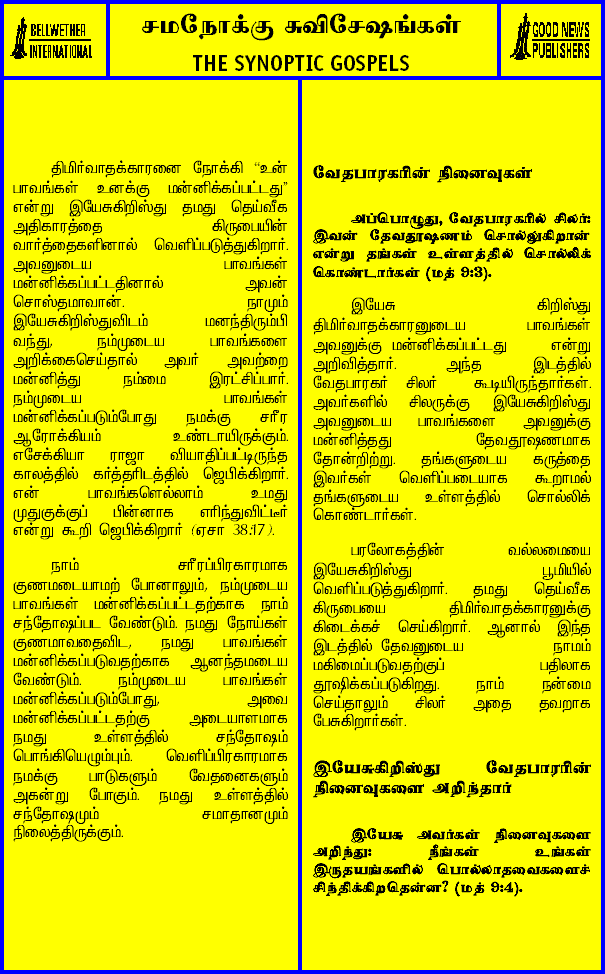 BELLWETHER
INTERNATIONAL
சமநோக்கு சுவிசேஷங்கள்
THE SYNOPTIC GOSPELS
GOOD NEWS
PUBLISHERS
திமிர்வாதக்காரனை நோக்கி “உன்
பாவங்கள் உனக்கு மன்னிக்கப்பட்டது”
என்று இயேசுகிறிஸ்து தமது தெய்வீக
அதிகாரத்தை கிருபையின்
வார்த்தைகளினால் வெளிப்படுத்துகிறார்.
அவனுடைய பாவங்கள்
மன்னிக்கப்பட்டதினால் அவன்
சொஸ்தமாவான். நாமும்
இயேசுகிறிஸ்துவிடம் மனந்திரும்பி
வந்து, நம்முடைய பாவங்களை
அறிக்கைசெய்தால் அவர் அவற்றை
மன்னித்து நம்மை இரட்சிப்பார்.
நம்முடைய பாவங்கள்
மன்னிக்கப்படும்போது நமக்கு சரீர
ஆரோக்கியம் உண்டாயிருக்கும்.
எசேக்கியா ராஜா வியாதிப்பட்டிருந்த
காலத்தில் கர்த்தரிடத்தில் ஜெபிக்கிறார்.
என் பாவங்களெல்லாம் உமது
முதுகுக்குப் பின்னாக எரிந்துவிட்டீர்
என்று கூறி ஜெபிக்கிறார் (ஏசா 38:17).
நாம் சரீரப்பிரகாரமாக
குணமடையாமற் போனாலும், நம்முடைய
பாவங்கள் மன்னிக்கப்பட்டதற்காக நாம்
சந்தோஷப்பட வேண்டும். நமது நோய்கள்
குணமாவதைவிட, நமது பாவங்கள்
மன்னிக்கப்படுவதற்காக ஆனந்தமடைய
வேண்டும். நம்முடைய பாவங்கள்
மன்னிக்கப்படும்போது, அவை
மன்னிக்கப்பட்டதற்கு அடையாளமாக
நமது உள்ளத்தில் சந்தோஷம்
பொங்கியெழும்பும். வெளிப்பிரகாரமாக
நமக்கு பாடுகளும் வேதனைகளும்
அகன்று போகும். நமது உள்ளத்தில்
சந்தோஷமும் சமாதானமும்
நிலைத்திருக்கும்.
வேதபாரகரின் நினைவுகள்
அப்பொழுது, வேதபாரகரில் சிலர்:
இவன் தேவதூஷணம் சொல்லுகிறான்
என்று தங்கள் உள்ளத்தில் சொல்லிக்
கொண்டார்கள் (மத் 9:3).
இயேசு கிறிஸ்து
திமிர்வாதக்காரனுடைய பாவங்கள்
அவனுக்கு மன்னிக்கப்பட்டது என்று
அறிவித்தார். அந்த இடத்தில்
வேதபாரகர் சிலர் கூடியிருந்தார்கள்.
அவர்களில் சிலருக்கு இயேசுகிறிஸ்து
அவனுடைய பாவங்களை அவனுக்கு
மன்னித்தது தேவதூஷணமாக
தோன்றிற்று. தங்களுடைய கருத்தை
இவர்கள் வெளிப்படையாக கூறாமல்
தங்களுடைய உள்ளத்தில் சொல்லிக்
கொண்டார்கள்.
பரலோகத்தின் வல்லமையை
இயேசுகிறிஸ்து பூமியில்
வெளிப்படுத்துகிறார். தமது தெய்வீக
கிருபையை திமிர்வாதக்காரனுக்கு
கிடைக்கச் செய்கிறார். ஆனால் இந்த
இடத்தில் தேவனுடைய நாமம்
மகிமைப்படுவதற்குப் பதிலாக
தூஷிக்கப்படுகிறது. நாம் நன்மை
செய்தாலும் சிலர் அதை தவறாக
பேசுகிறார்கள்.
இயேசுகிறிஸ்து வேதபாரரின்
நினைவுகளை அறிந்தார்
இயேசு அவர்கள் நினைவுகளை
அறிந்து: நீங்கள் உங்கள்
இருதயங்களில் பொல்லாதவைகளைச்
சிந்திக்கிறதென்ன? (மத் 9:4).